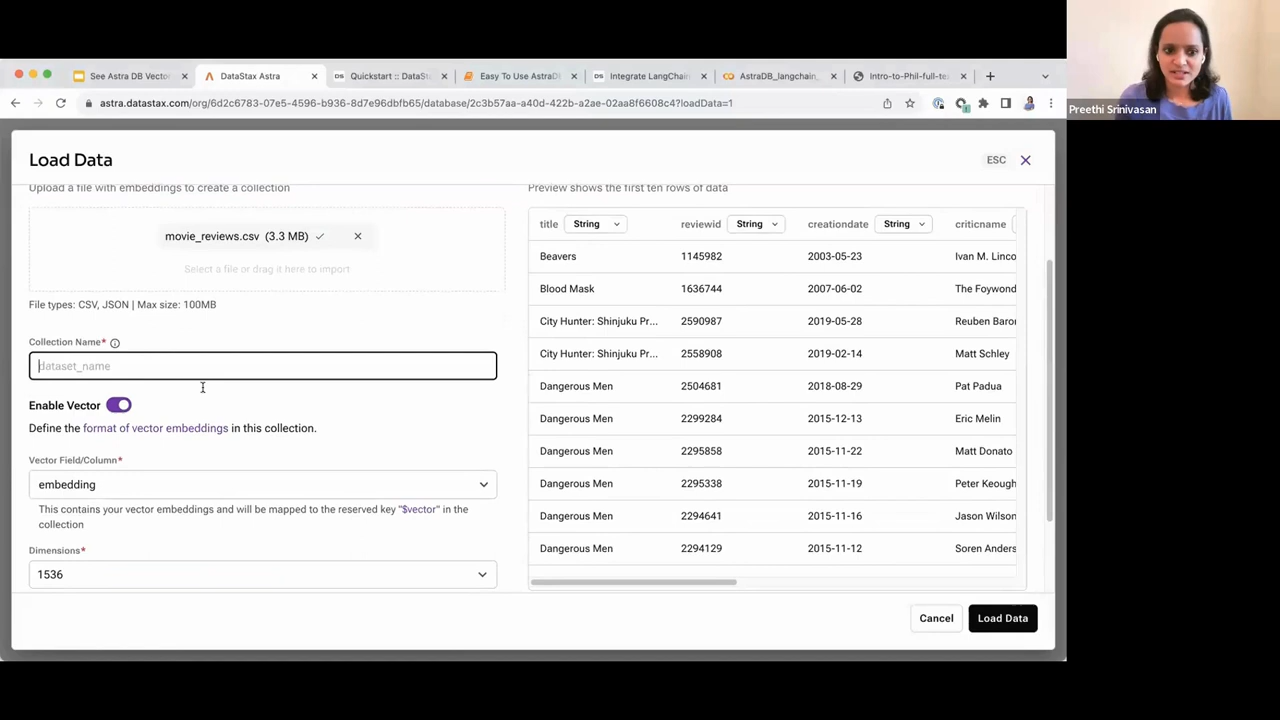 See Astra DB Vector
DataStax Astra
Quickstart :: DataSta
Easy To Use AstraDB
Integrate LangChain
AstraDB_langchain_
Intro-to-Phil-full-te
astra.datastax.com/org/6d2c6783-07e5-4596-b936-8d7e96dbfb65/database/2c3b57aa-a40d-422b-a2ae-02aa8f6608c4?loadData=1
Preethi Srinivasan
Load Data
ESC
Upload a file with embeddings to create a collection
movie_reviews.csv (3.3 MB)
Select a file or drag it here to import
File types: CSV, JSON | Max size: 100MB
Collection Name*
dataset_name
Enable Vector
Define the format of vector embeddings in this collection.
Vector Field/Column*
embedding
This contains your vector embeddings and will be mapped to the reserved key "$vector" in the
collection
Dimensions*
1536
Preview shows the first ten rows of data
title String reviewid String creationdate String criticname
Beavers 1145982 2003-05-23 Ivan M. Linco
Blood Mask 1636744 2007-06-02 The Foywond
City Hunter: Shinjuku Pr... 2590987 2019-05-28 Reuben Baron
City Hunter: Shinjuku Pr... 2558908 2019-02-14 Matt Schley
Dangerous Men 2504681 2018-08-29 Pat Padua
Dangerous Men 2299284 2015-12-13 Eric Melin
Dangerous Men 2295858 2015-11-22 Matt Donato
Dangerous Men 2295338 2015-11-19 Peter Keough
Dangerous Men 2294641 2015-11-16 Jason Wilson
Dangerous Men 2294129 2015-11-12 Soren Anders
Cancel
Load Data